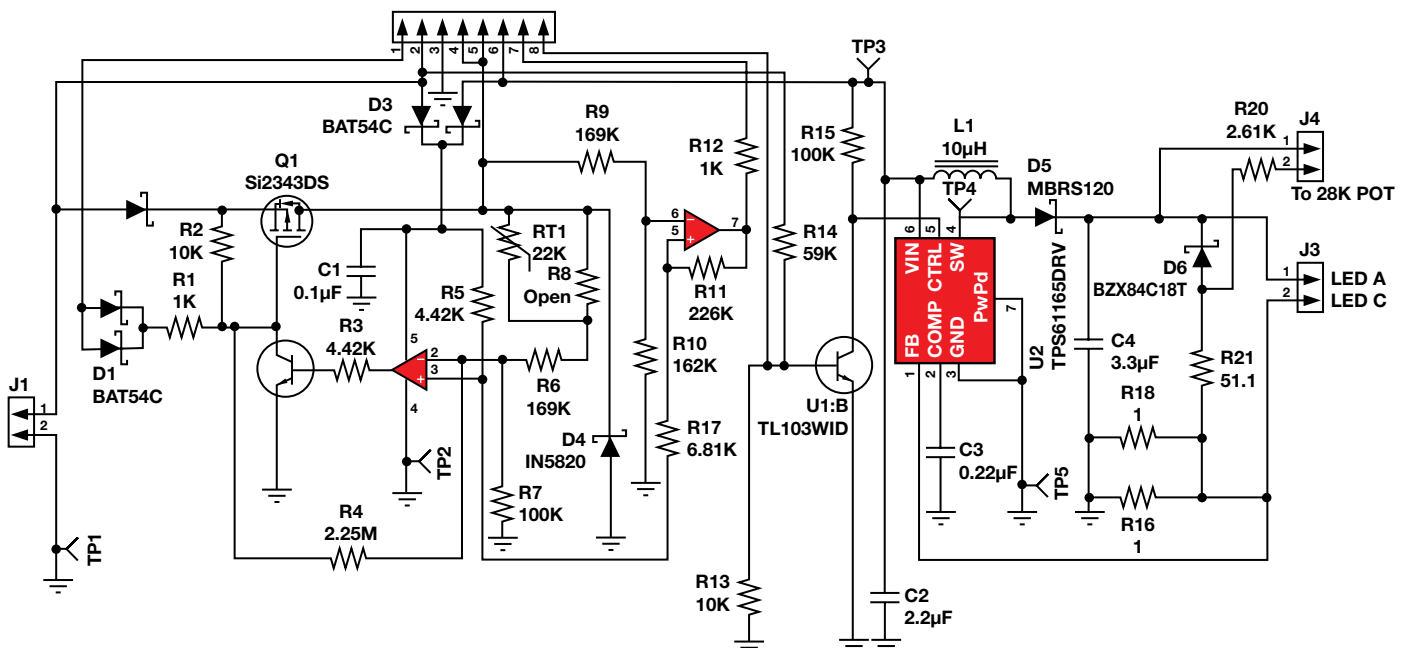 1 2 3 4 5 6 7 8
TP3
D3
BAT54C
R9
169K
R12
1K
R15
100K
L1
10µH
TP4
D5
MBRS120
R20
2.61K
J4
1
2
To 28K POT
Q1
Si2343DS
R2
10K
R1
1K
C1
0.1µF
RT1
22K
R8
Open
R5
4.42K
6
5
7
R11
226K
R14
59K
6 5 4
VIN
CTRL
SW
FB
COMP
GND
PwPd
7
1 2 3
U2
TPS61165DRV
D6
BZX84C18T
J3
1
2
LED A
LED C
D1
BAT54C
R3
4.42K
5
2
3
4
R6
169K
R10
162K
U1:B
TL103WID
C4
3.3µF
R21
51.1
J1
1
2
TP2
D4
IN5820
R17
6.81K
C3
0.22µF
R18
1
TP5
R16
1
R7
100K
R4
2.25M
TP1
R13
10K
C2
2.2µF